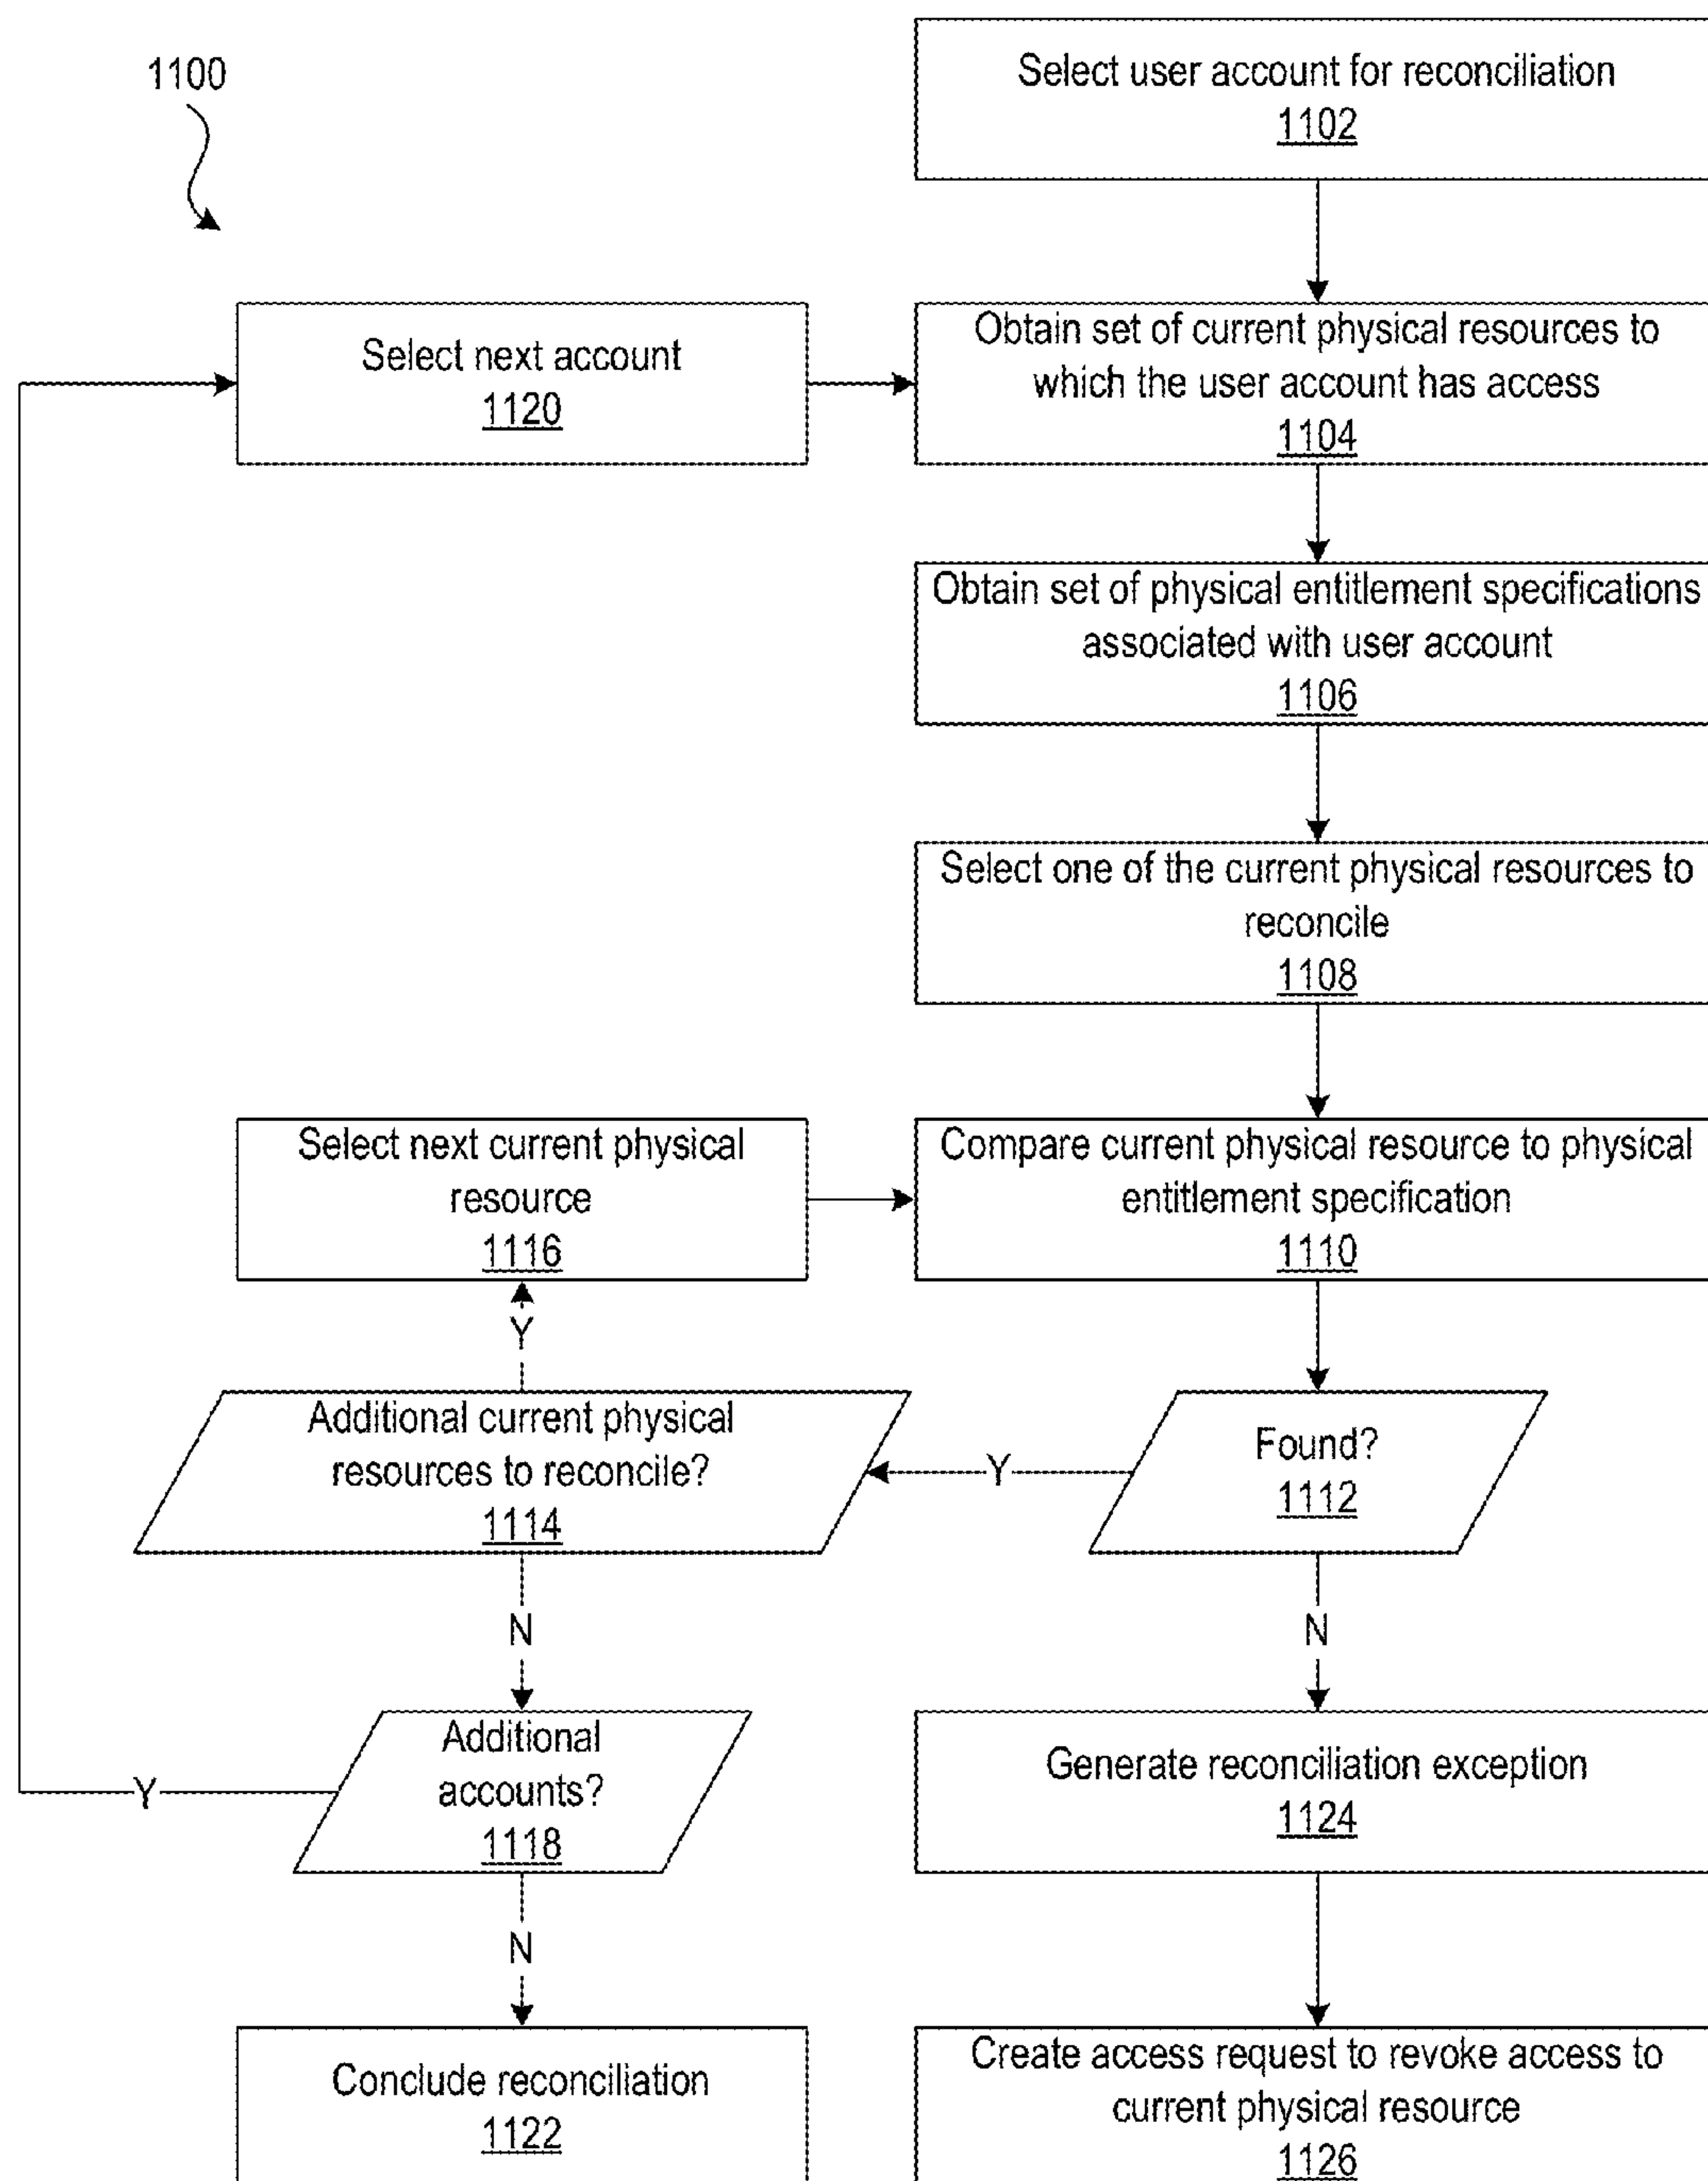 1100
Select user account for reconciliation
1102
Select next account
1120
Obtain set of current physical resources to
which the user account has access
1104
Obtain set of physical entitlement specifications
associated with user account
1106
Select one of the current physical resources to
reconcile
1108
Select next current physical
resource
1116
Compare current physical resource to physical
entitlement specification
1110
Y
Additional current physical
resources to reconcile?
1114
Y
Found?
1112
N
N
Additional
accounts?
1118
Y
Generate reconciliation exception
1124
N
Conclude reconciliation
1122
Create access request to revoke access to
current physical resource
1126